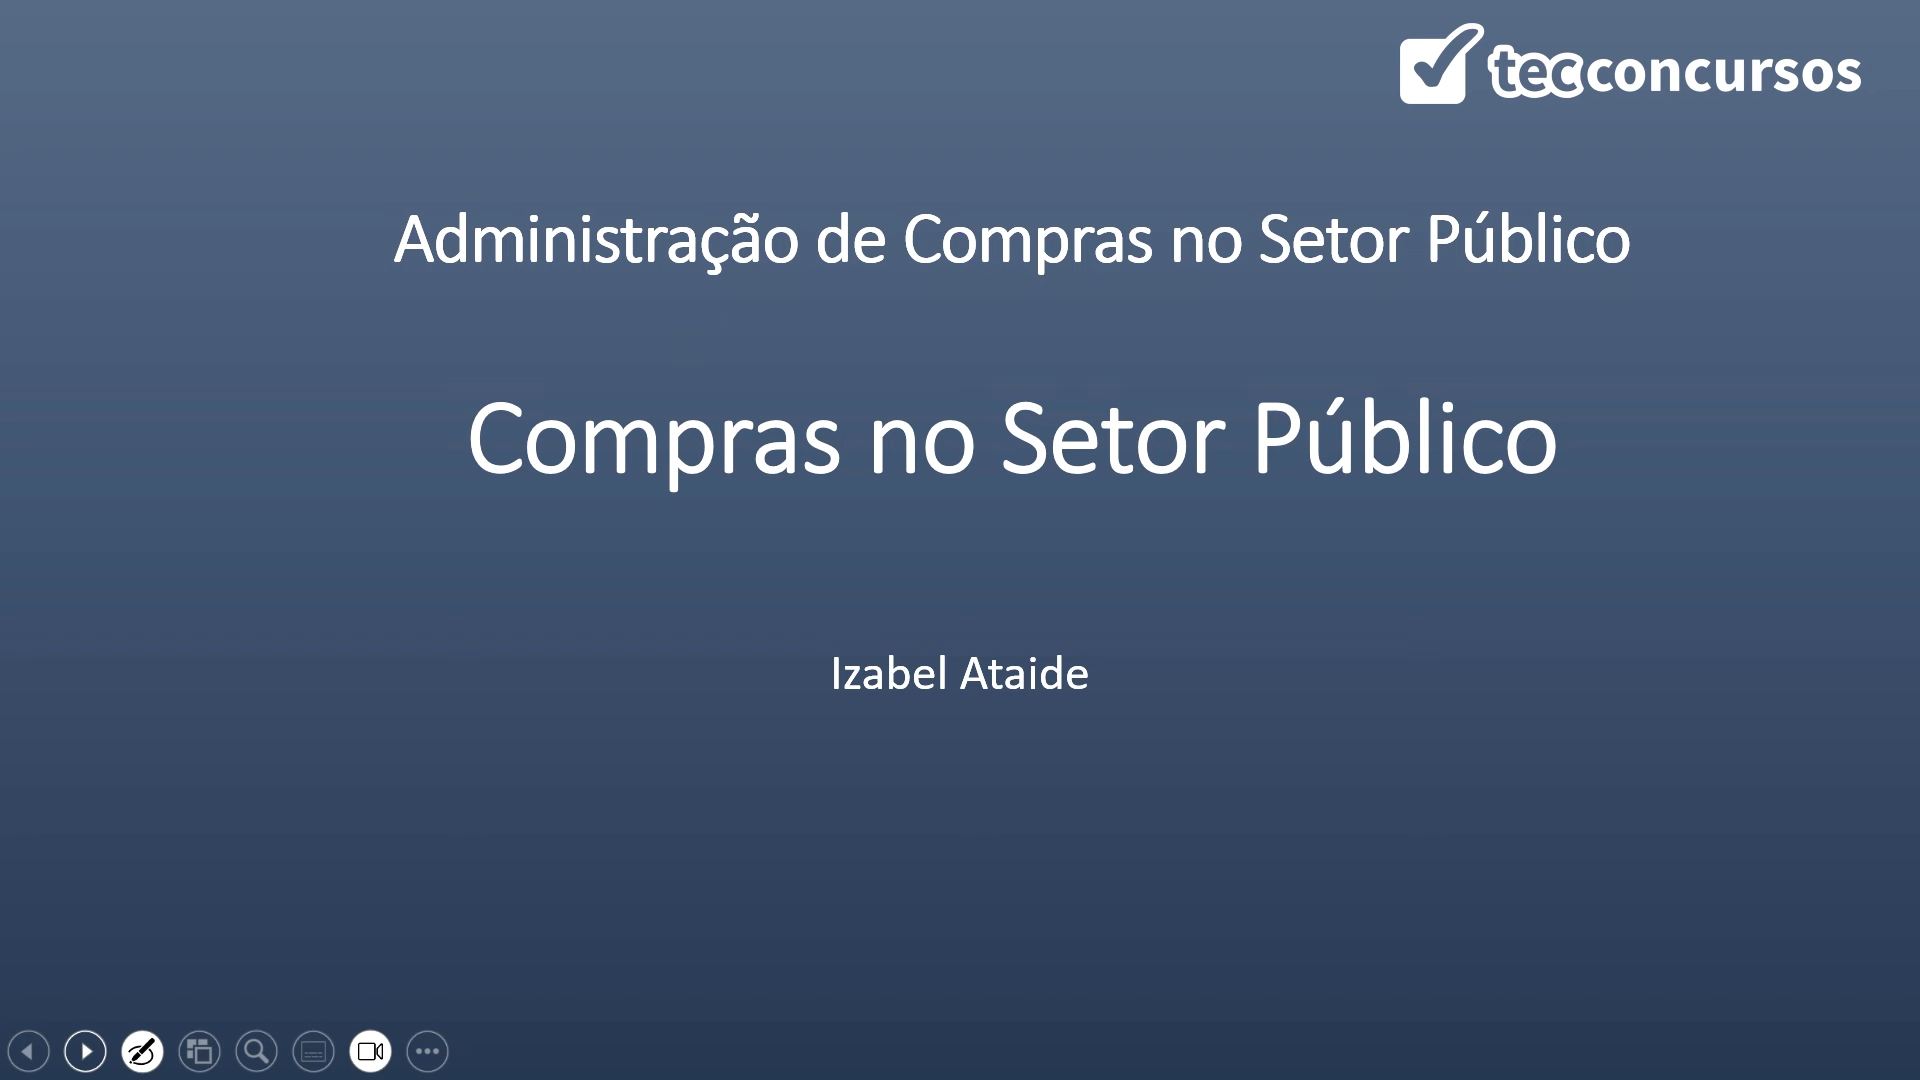 tecconcursos
Administração de Compras no Setor Público
Compras no Setor Público
Izabel Ataide